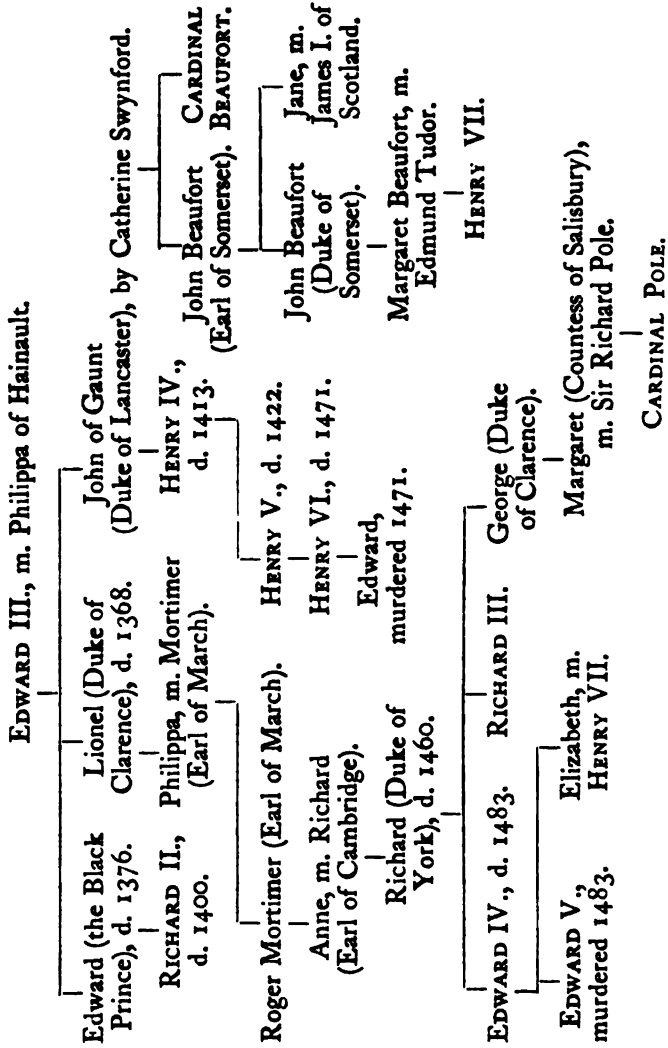 EDWARD III., m. Philippa of Hainault.
Edward (the Black
Prince), d. 1376.
RICHARD II.,
d. 1400.
Lionel (Duke of
Clarence), d. 1368.
Philippa, m. Mortimer
(Earl of March).
John of Gaunt
(Duke of Lancaster), by Catherine Swynford.
HENRY IV.,
d. 1413.
John Beaufort
(Earl of Somerset).
CARDINAL
BEAUFORT.
John Beaufort
(Duke of
Somerset).
Jane, m.
James I. of
Scotland.
Margaret Beaufort, m.
Edmund Tudor.
HENRY VII.
Roger Mortimer (Earl of March).
Anne, m. Richard
(Earl of Cambridge).
Richard (Duke of
York), d. 1460.
HENRY V., d. 1422.
HENRY VI., d. 1471.
Edward,
murdered 1471.
EDWARD IV., d. 1483.
RICHARD III.
George (Duke
of Clarence).
EDWARD V.,
murdered 1483.
Elizabeth, m.
HENRY VII.
Margaret (Countess of Salisbury),
m. Sir Richard Pole.
CARDINAL POLE.